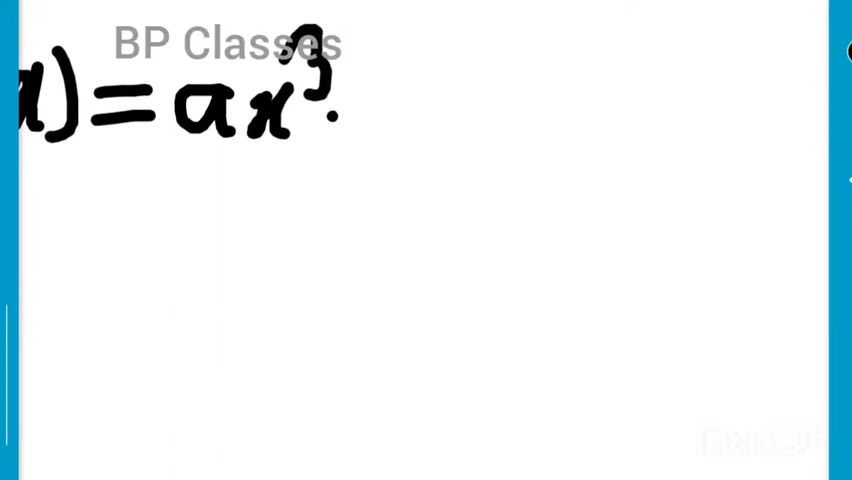 BP Classes
x) = ax³.